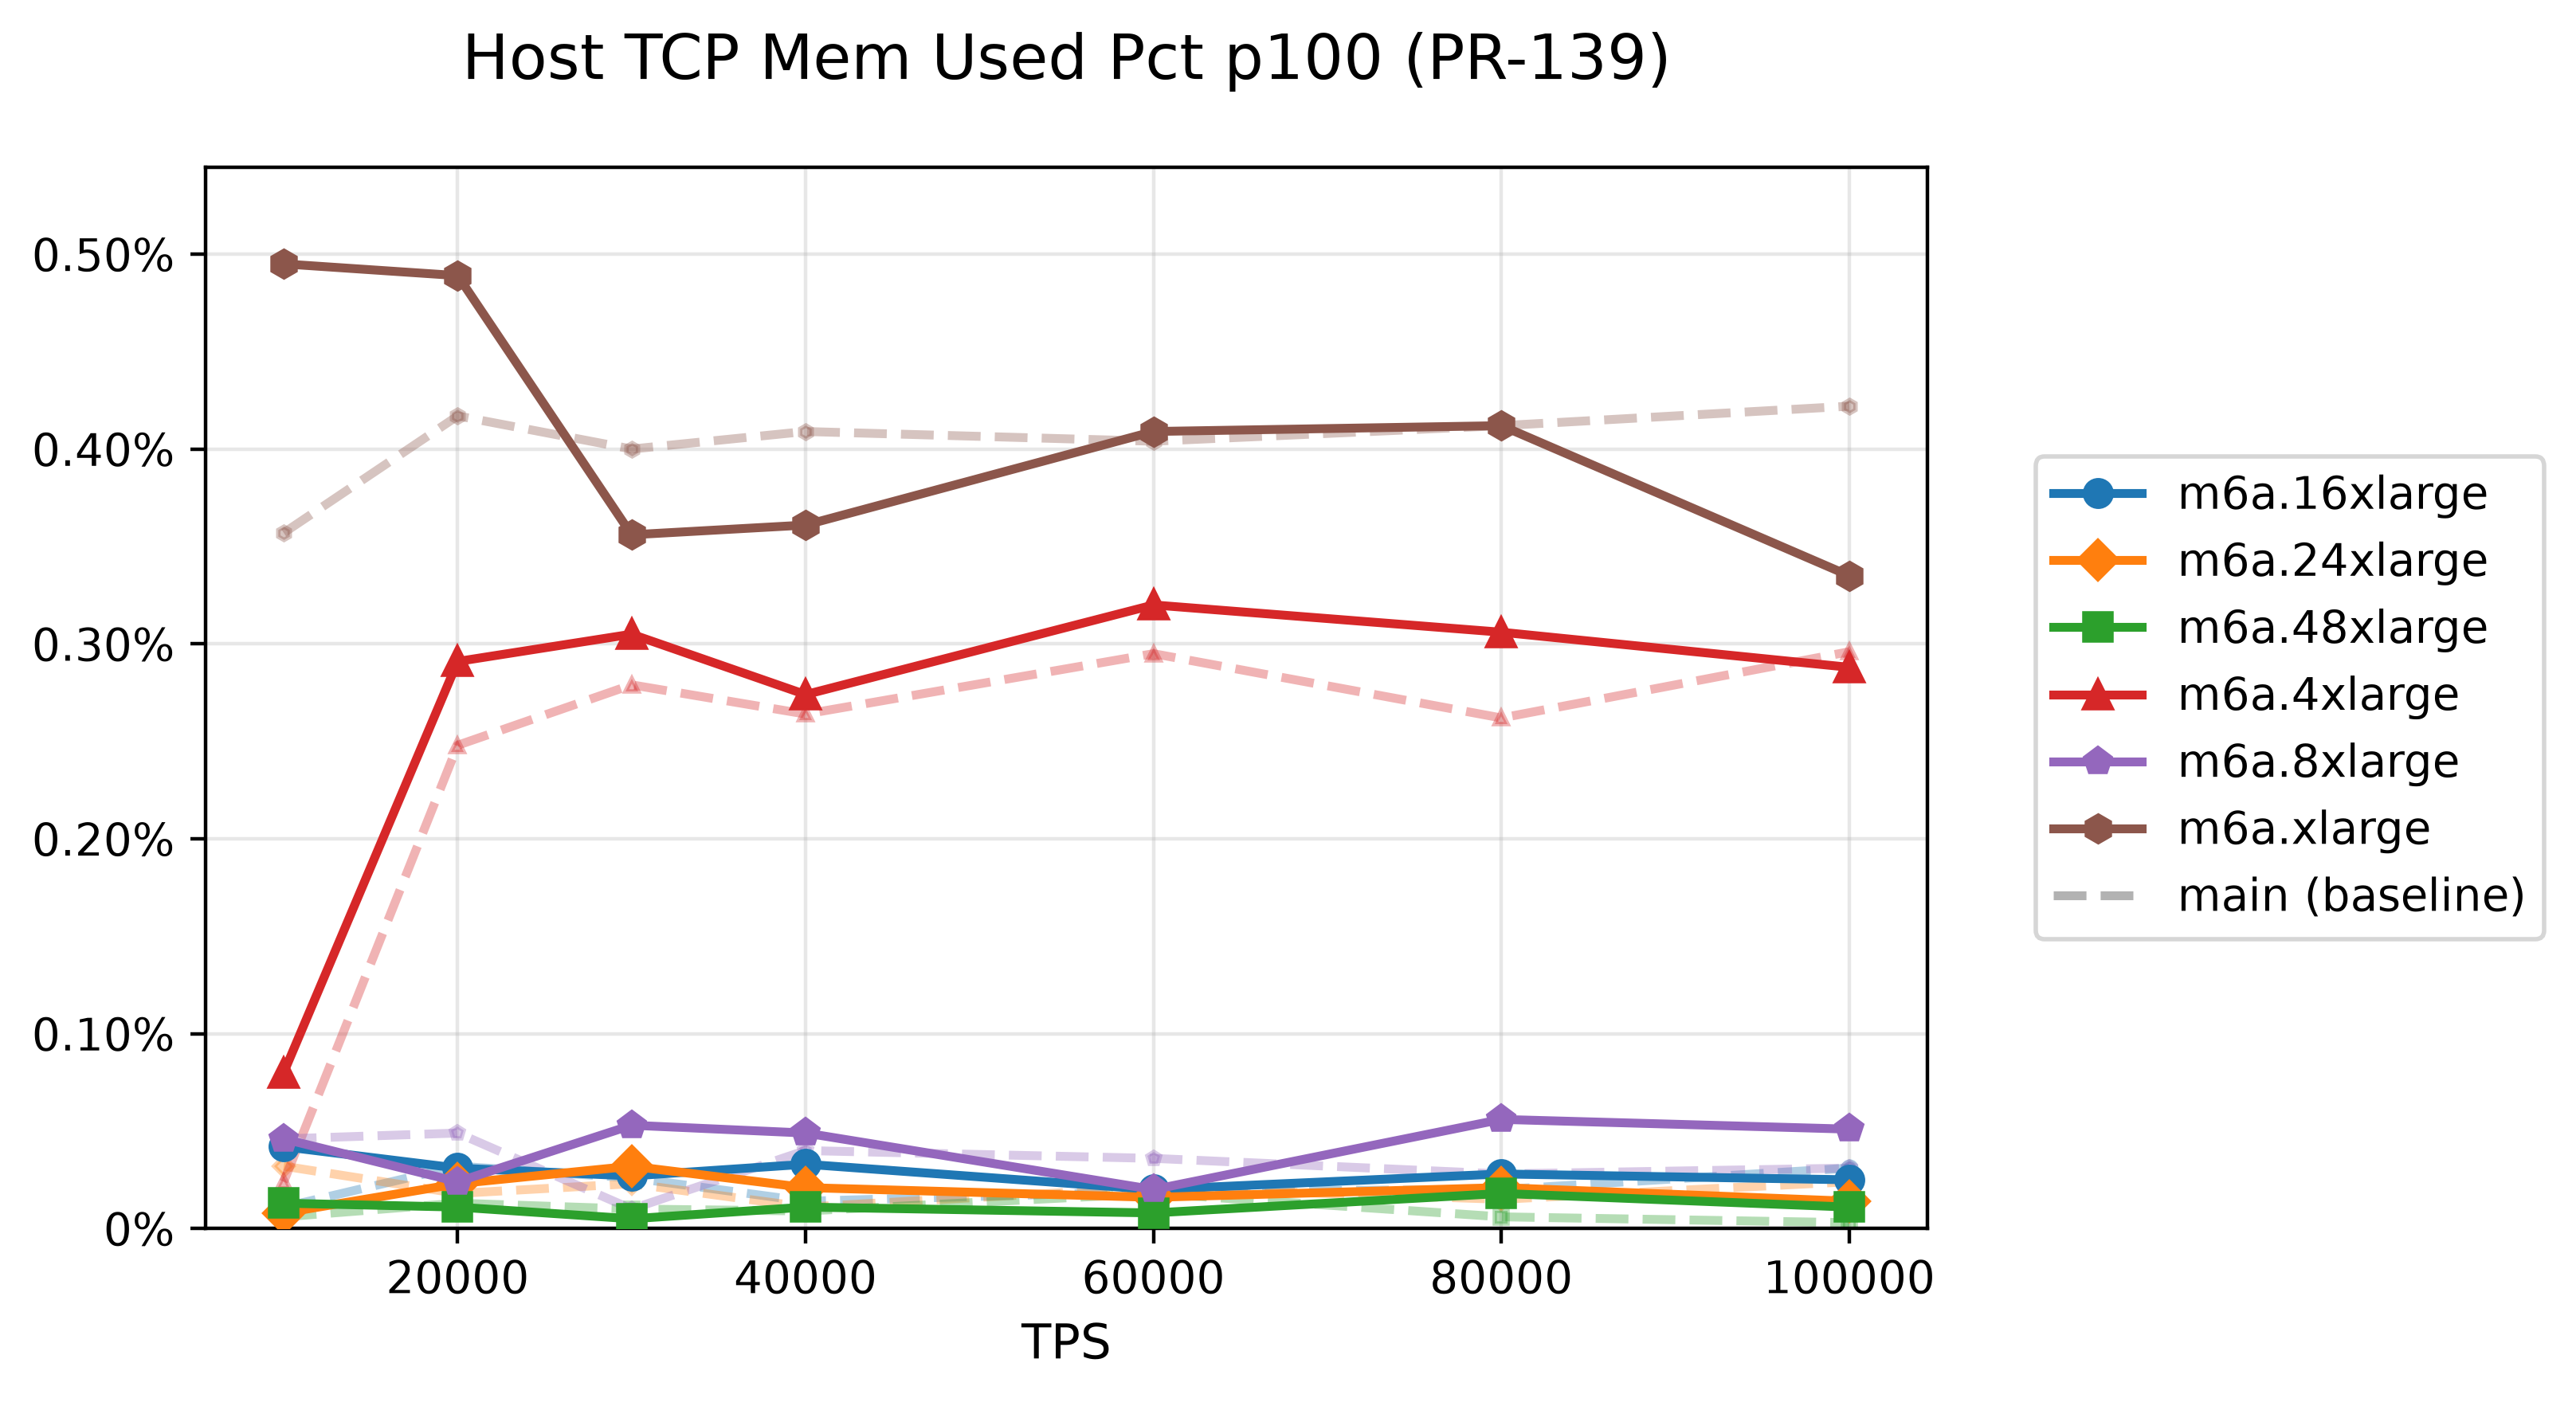 Host TCP Mem Used Pct p100 (PR-139)
0.50%
0.40%
0.30%
0.20%
0.10%
0%
20000 40000 60000 80000 100000
TPS
m6a.16xlarge
m6a.24xlarge
m6a.48xlarge
m6a.4xlarge
m6a.8xlarge
m6a.xlarge
main (baseline)